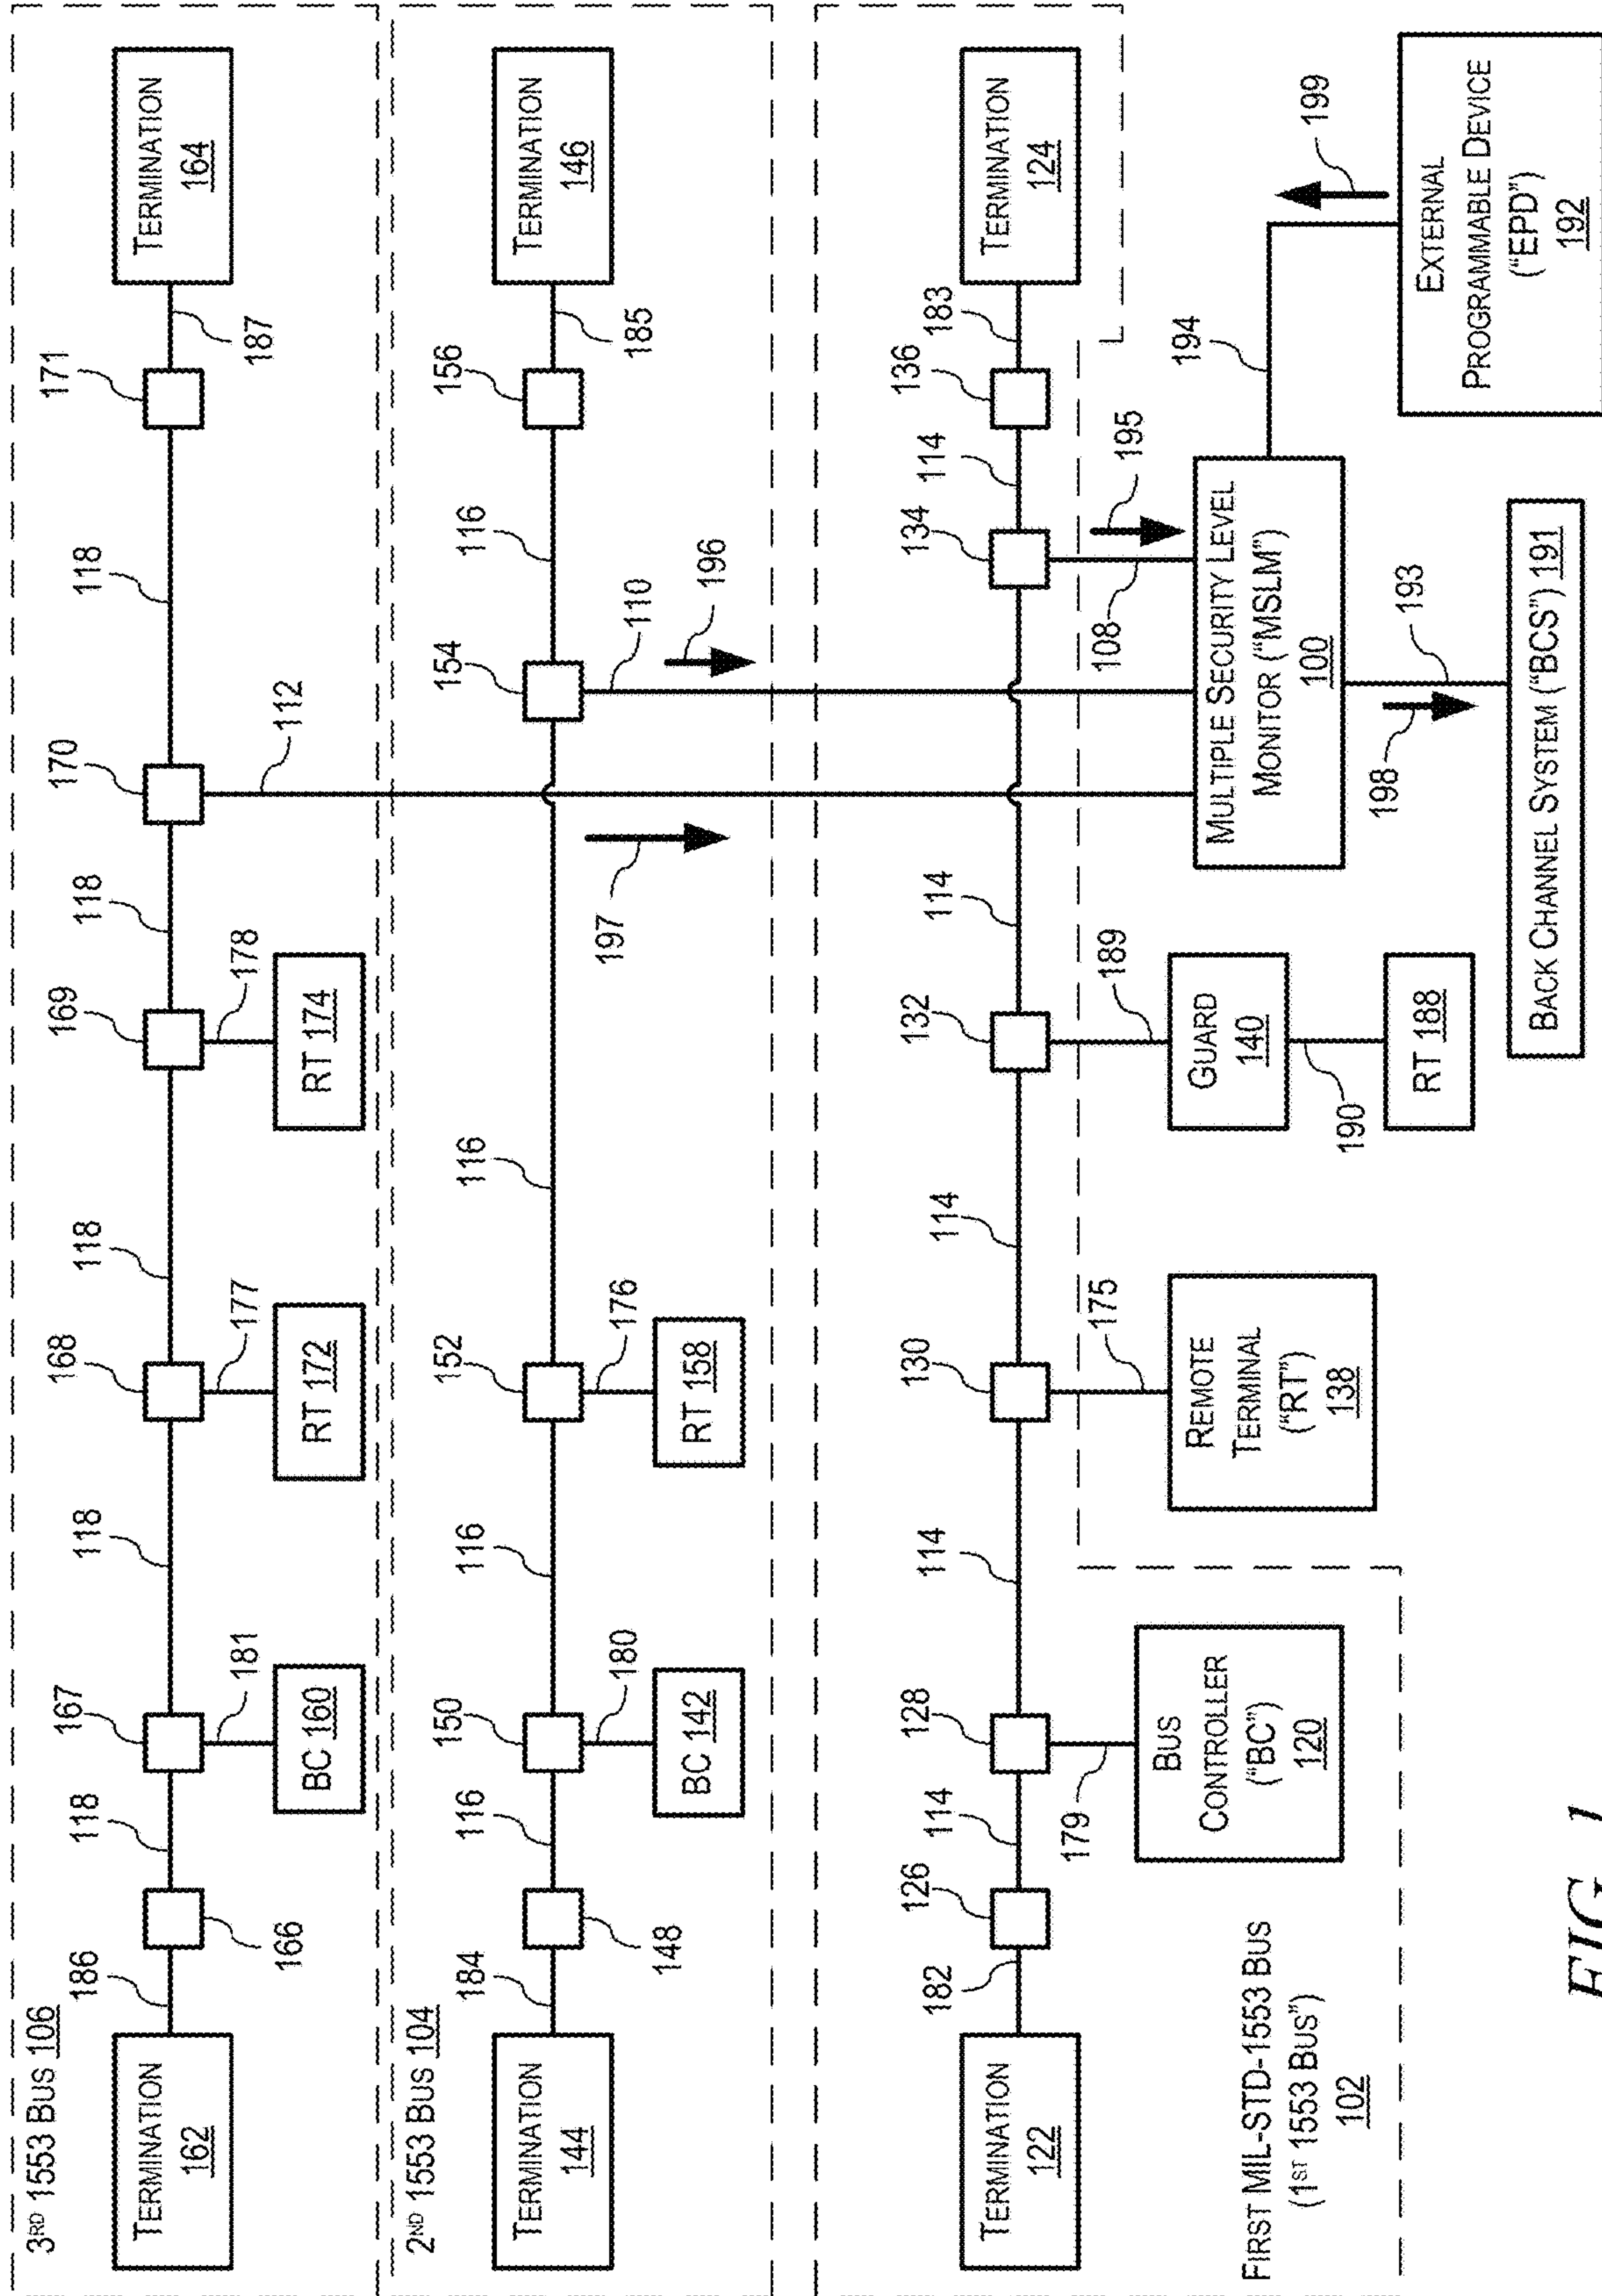 3RD 1553 BUS 106
TERMINATION
162
186
166
118
167
181
BC 160
118
168
177
RT 172
118
169
178
RT 174
118
170
112
118
171
187
TERMINATION
164
2ND 1553 BUS 104
TERMINATION
144
184
148
116
150
180
BC 142
116
152
176
RT 158
116
197
154
110
196
116
156
185
TERMINATION
146
FIRST MIL-STD-1553 BUS
(1ST 1553 BUS")
102
TERMINATION
122
182
126
114
128
179
BUS
CONTROLLER
("BC")
120
114
130
175
REMOTE
TERMINAL
("RT")
138
114
132
189
GUARD
140
190
RT 188
114
134
108
195
114
136
183
TERMINATION
124
MULTIPLE SECURITY LEVEL
MONITOR ("MSLM")
100
194
199
EXTERNAL
PROGRAMMABLE DEVICE
("EPD")
192
198
193
BACK CHANNEL SYSTEM ("BCS") 191
FIG. 1